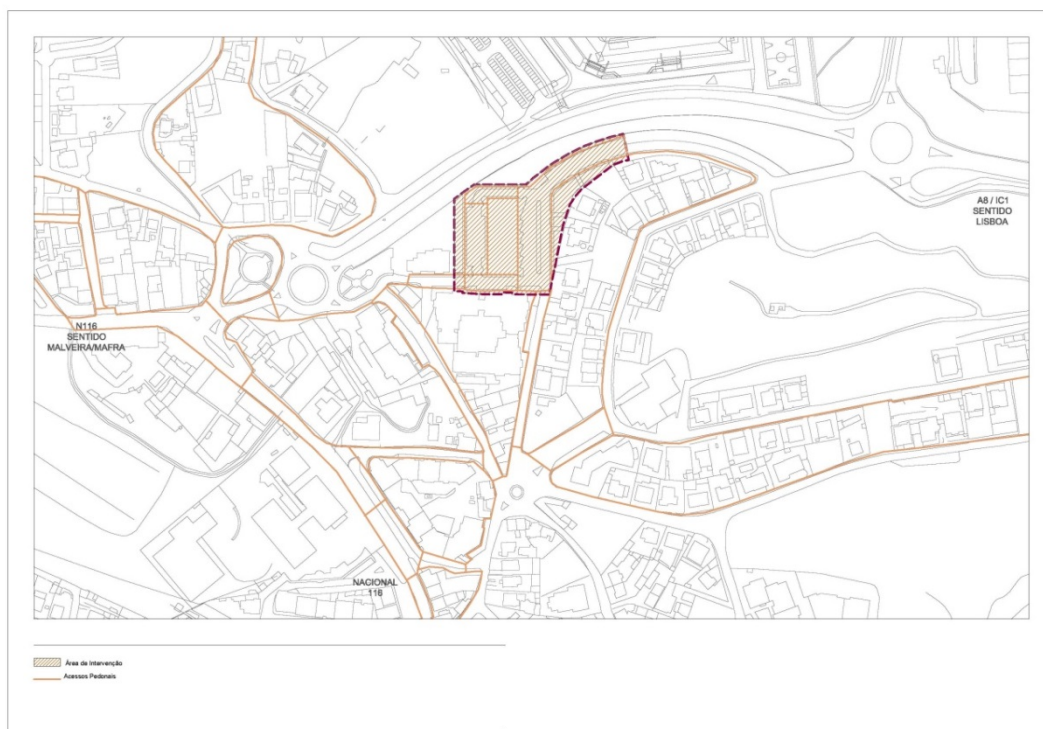 A8 / IC1
SENTIDO
LISBOA
N116
SENTIDO
MALVEIRA/MAFRA
NACIONAL
116
Área de Intervenção
Acessos Pedonais